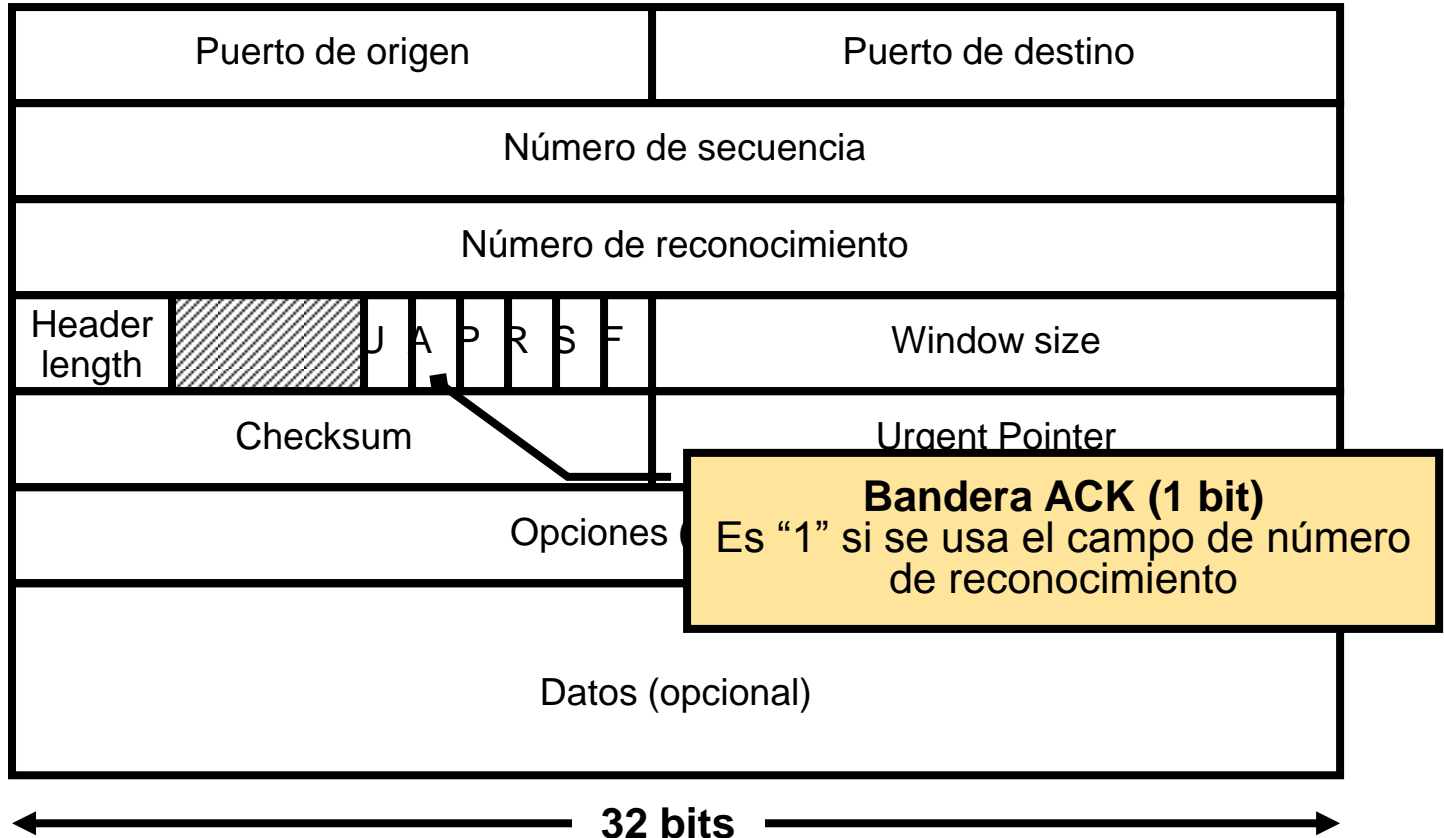 Puerto de origen
Puerto de destino
Número de secuencia
Número de reconocimiento
Header
length
U A P R S F
Window size
Checksum
Urgent Pointer
Opciones (
Bandera ACK (1 bit)
Es “1” si se usa el campo de número
de reconocimiento
Datos (opcional)
32 bits